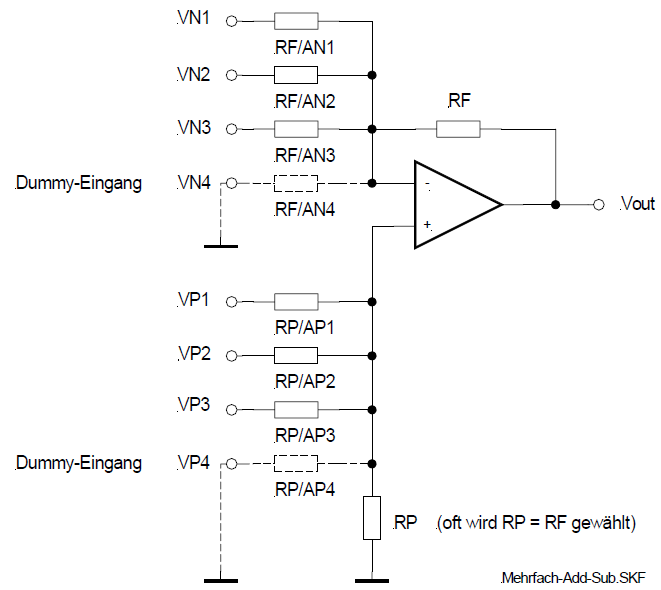 VN1
RF/AN1
VN2
RF/AN2
RF
VN3
RF/AN3
Dummy-Eingang VN4
RF/AN4
-
+
Vout
VP1
RP/AP1
VP2
RP/AP2
VP3
RP/AP3
Dummy-Eingang VP4
RP/AP4
RP (oft wird RP = RF gewählt)
Mehrfach-Add-Sub.SKF